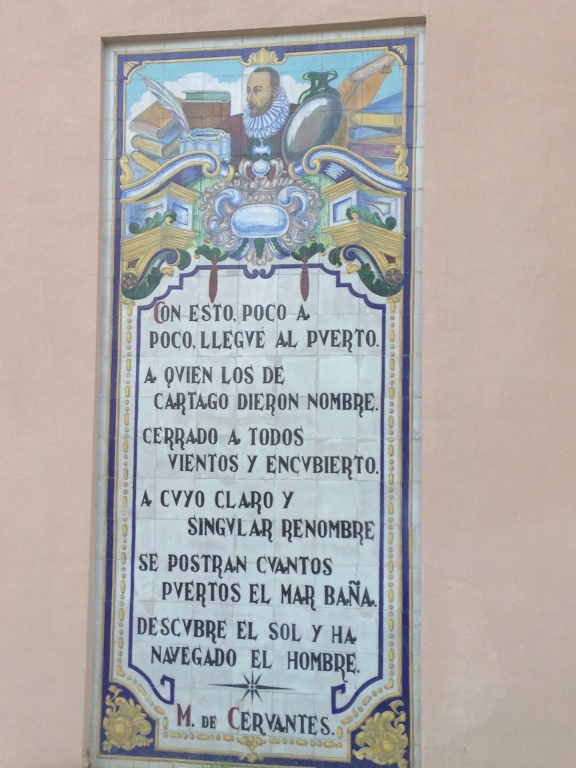 CON ESTO, POCO A
POCO, LLEGVE AL PVERTO.
A QVIEN LOS DE
CARTAGO DIERON NOMBRE.
CERRADO A TODOS
VIENTOS Y ENCVBIERTO.
A CVYO CLARO Y
SINGVLAR RENOMBRE
SE POSTRAN CVANTOS
PVERTOS EL MAR BAÑA.
DESCVBRE EL SOL Y HA
NAVEGADO EL HOMBRE.
M. DE CERVANTES.